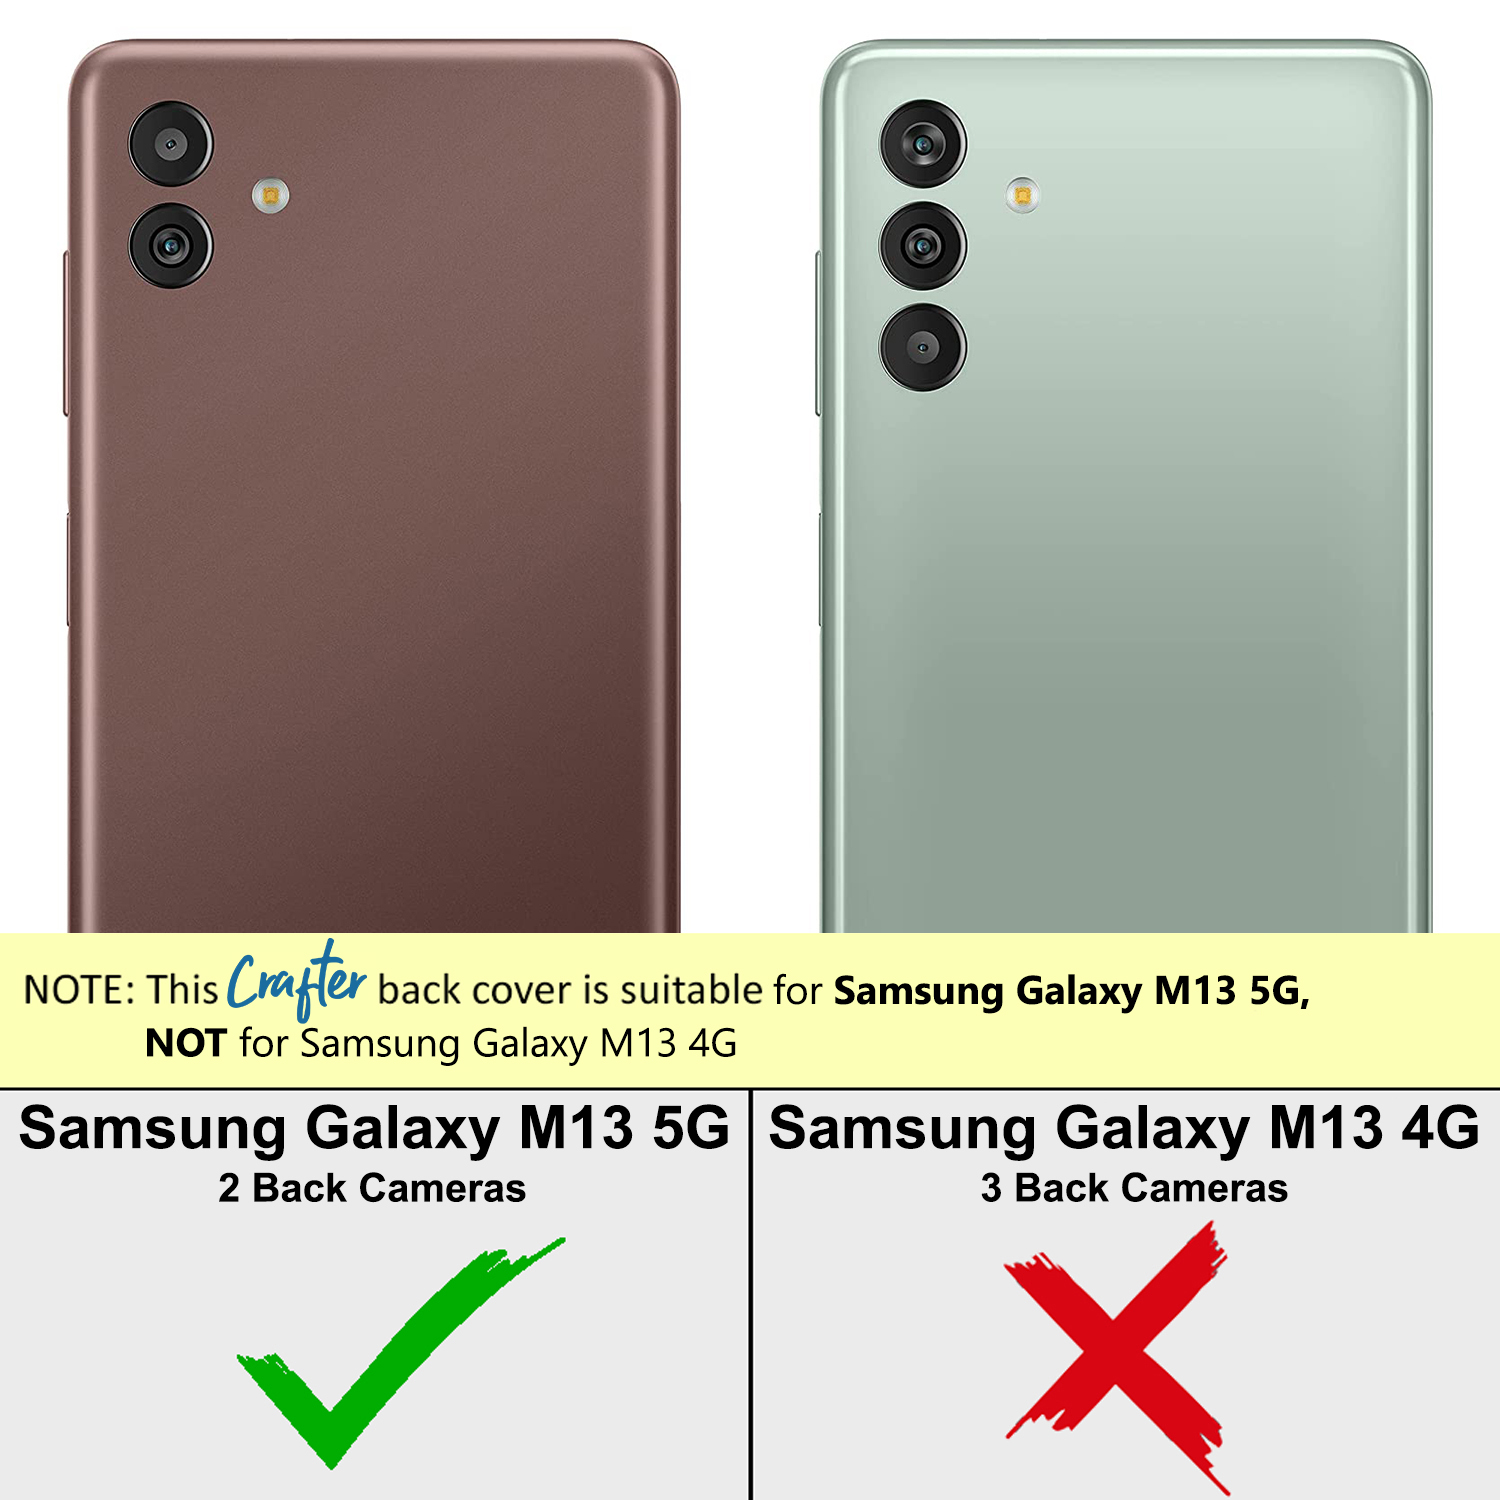 NOTE: This Crafter back cover is suitable for Samsung Galaxy M13 5G,
NOT for Samsung Galaxy M13 4G
Samsung Galaxy M13 5G
2 Back Cameras
Samsung Galaxy M13 4G
3 Back Cameras